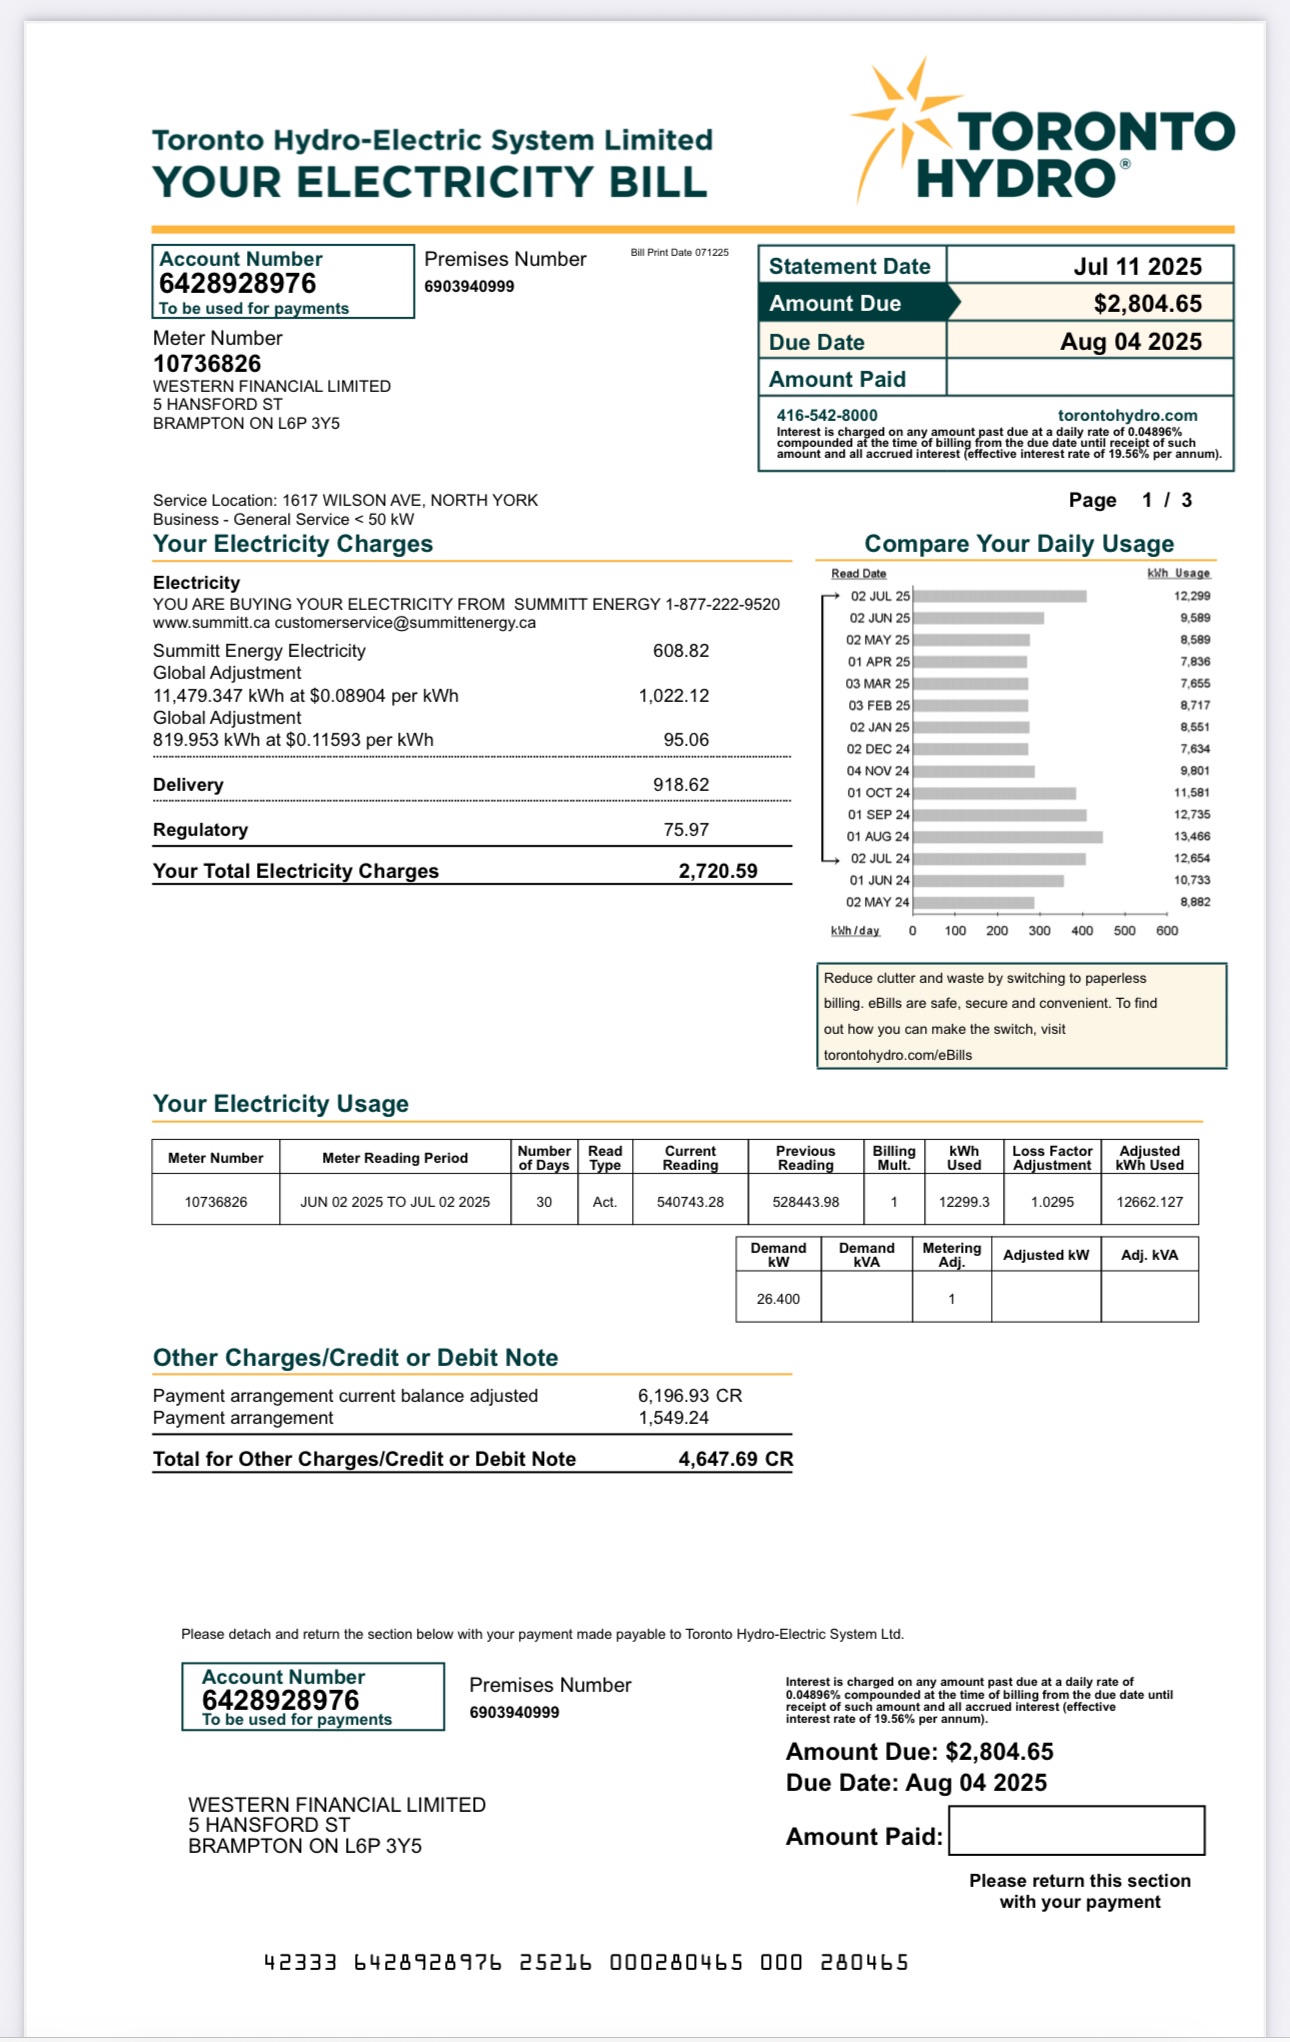 Toronto Hydro-Electric System Limited
YOUR ELECTRICITY BILL
TORONTO
HYDRO®
Account Number
6428928976
To be used for payments
Premises Number
6903940999
Bill Print Date 071225
Meter Number
10736826
WESTERN FINANCIAL LIMITED
5 HANSFORD ST
BRAMPTON ON L6P 3Y5
Statement Date Jul 11 2025
Amount Due $2,804.65
Due Date Aug 04 2025
Amount Paid
416-542-8000 torontohydro.com
Interest is charged on any amount past due at a daily rate of 0.04896%
compounded at the time of billing from the due date until receipt of such
amount and all accrued interest (effective interest rate of 19.56% per annum).
Service Location: 1617 WILSON AVE, NORTH YORK
Business - General Service < 50 kW
Page 1 / 3
Your Electricity Charges
Electricity
YOU ARE BUYING YOUR ELECTRICITY FROM SUMMITT ENERGY 1-877-222-9520
www.summitt.ca customerservice@summittenergy.ca
Summitt Energy Electricity 608.82
Global Adjustment
11,479.347 kWh at $0.08904 per kWh 1,022.12
Global Adjustment
819.953 kWh at $0.11593 per kWh 95.06
Delivery 918.62
Regulatory 75.97
Your Total Electricity Charges 2,720.59
Compare Your Daily Usage
Read Date kWh Usage
02 JUL 25 12,299
02 JUN 25 9,589
02 MAY 25 8,589
01 APR 25 7,836
03 MAR 25 7,655
03 FEB 25 8,717
02 JAN 25 8,551
02 DEC 24 7,634
04 NOV 24 9,801
01 OCT 24 11,581
01 SEP 24 12,735
01 AUG 24 13,466
02 JUL 24 12,654
01 JUN 24 10,733
02 MAY 24 8,882
kWh/day 0 100 200 300 400 500 600
Reduce clutter and waste by switching to paperless
billing. eBills are safe, secure and convenient. To find
out how you can make the switch, visit
torontohydro.com/eBills
Your Electricity Usage
Meter Number Meter Reading Period Number of Days Read Type Current Reading Previous Reading Billing Mult. kWh Used Loss Factor Adjustment Adjusted kWh Used
10736826 JUN 02 2025 TO JUL 02 2025 30 Act. 540743.28 528443.98 1 12299.3 1.0295 12662.127
Demand kW Demand kVA Metering Adj. Adjusted kW Adj. kVA
26.400 1
Other Charges/Credit or Debit Note
Payment arrangement current balance adjusted 6,196.93 CR
Payment arrangement 1,549.24
Total for Other Charges/Credit or Debit Note 4,647.69 CR
Please detach and return the section below with your payment made payable to Toronto Hydro-Electric System Ltd.
Account Number
6428928976
To be used for payments
Premises Number
6903940999
Interest is charged on any amount past due at a daily rate of
0.04896% compounded at the time of billing from the due date until
receipt of such amount and all accrued interest (effective
interest rate of 19.56% per annum).
Amount Due: $2,804.65
Due Date: Aug 04 2025
WESTERN FINANCIAL LIMITED
5 HANSFORD ST
BRAMPTON ON L6P 3Y5
Amount Paid:
Please return this section
with your payment
42333 6428928976 25216 000280465 000 280465